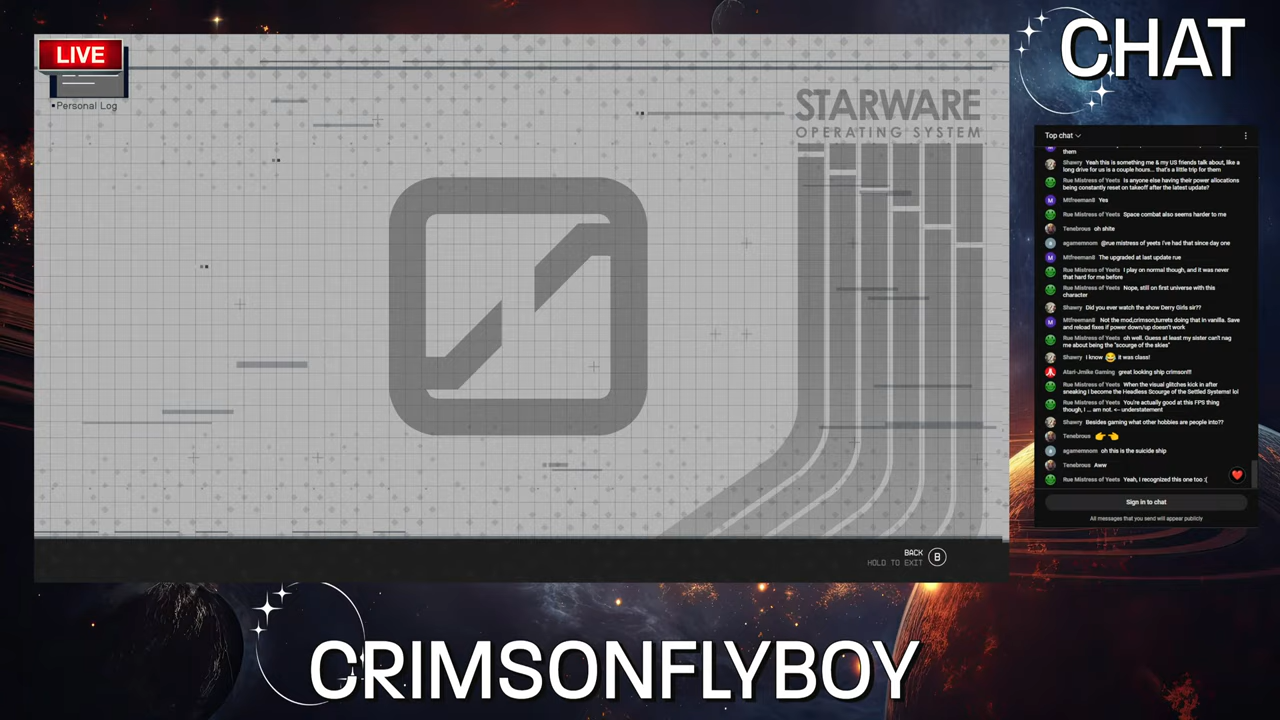 LIVE
Personal Log
STARWARE
OPERATING SYSTEM
BACK
HOLD TO EXIT
B
CHAT
Top chat
them
Shawry Yeah this is something me & my US friends talk about, like a
long drive for us is a couple hours... that's a little trip for them
Rue Mistress of Yeets Is anyone else having their power allocations
being constantly reset on takeoff after the latest update?
M
Mtfreeman8 Yes
Rue Mistress of Yeets Space combat also seems harder to me
Tenebrous oh shite
a
agamemnom @rue mistress of yeets i've had that since day one
M
Mtfreeman8 The upgraded at last update rue
Rue Mistress of Yeets I play on normal though, and it was never
that hard for me before
Rue Mistress of Yeets Nope, still on first universe with this
character
Shawry Did you ever watch the show Derry Girls sir??
M
Mtfreeman8 Not the mod,crimson,turrets doing that in vanilla. Save
and reload fixes if power down/up doesn't work
Rue Mistress of Yeets oh well. Guess at least my sister can't nag
me about being the "scourge of the skies"
Shawry I know 😂 it was class!
Atari-Jmike Gaming great looking ship crimson!!!
Rue Mistress of Yeets When the visual glitches kick in after
sneaking I become the Headless Scourge of the Settled Systems! lol
Rue Mistress of Yeets You're actually good at this FPS thing
though, I ... am not. <- understatement
Shawry Besides gaming what other hobbies are people into??
Tenebrous 👉👈
a
agamemnom oh this is the suicide ship
Tenebrous Aww
Rue Mistress of Yeets Yeah, I recognized this one too :(
Sign in to chat
All messages that you send will appear publicly
CRIMSONFLYBOY